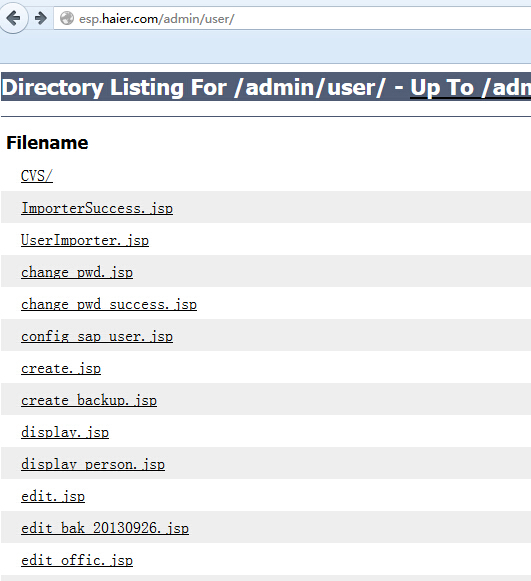 esp.haier.com/admin/user/
Directory Listing For /admin/user/ - Up To /adm
Filename
CVS/
ImporterSuccess.jsp
UserImporter.jsp
change_pwd.jsp
change_pwd_success.jsp
config_sap_user.jsp
create.jsp
create_backup.jsp
display.jsp
display_person.jsp
edit.jsp
edit_bak_20130926.jsp
edit_offic.jsp